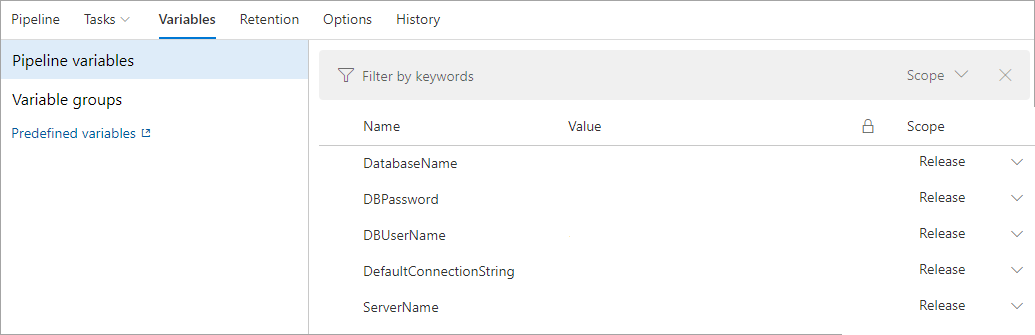 Pipeline Tasks Variables Retention Options History
Pipeline variables
Variable groups
Predefined variables
Filter by keywords Scope
Name Value Scope
DatabaseName Release
DBPassword Release
DBUserName Release
DefaultConnectionString Release
ServerName Release